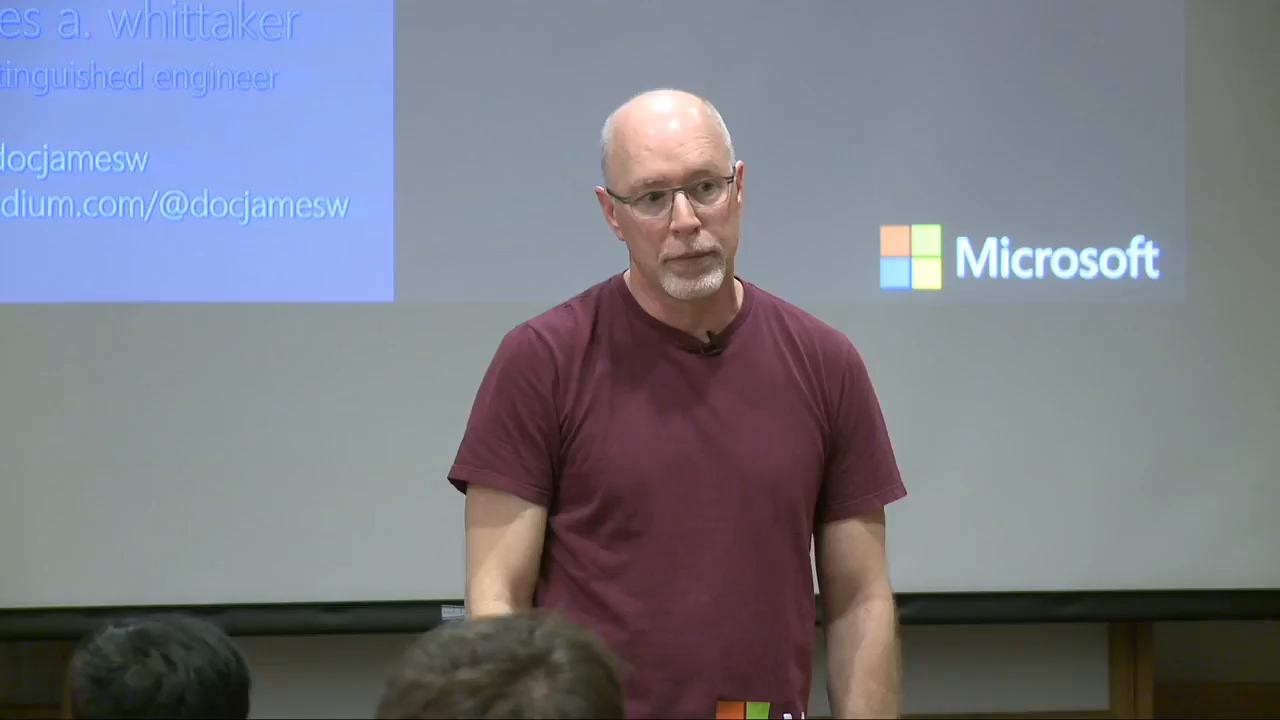 es a. whittaker
tinguished engineer
docjamesw
dium.com/@docjamesw
Microsoft